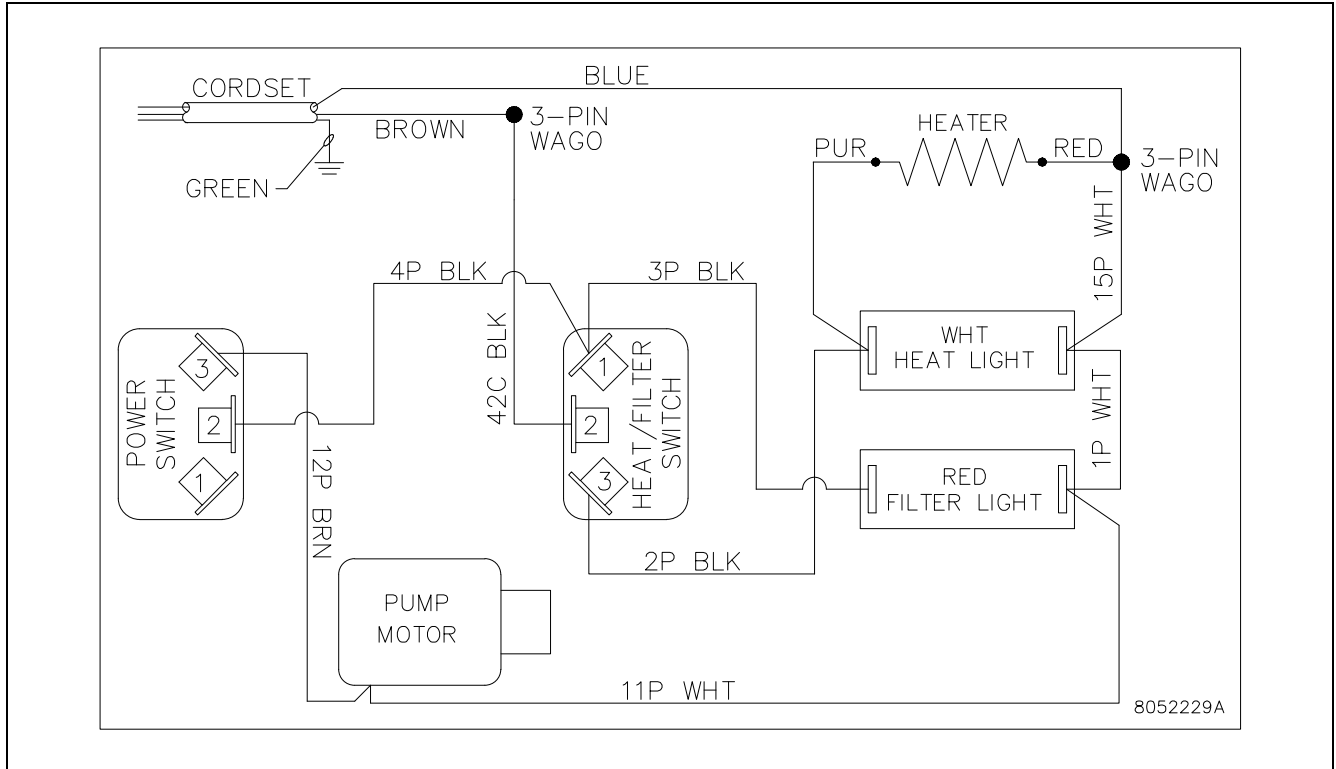 CORDSET
BLUE
BROWN
3-PIN
WAGO
GREEN
HEATER
PUR
RED
3-PIN
WAGO
15P WHT
4P BLK
3P BLK
42C BLK
POWER
SWITCH
3
2
1
1
2
3
HEAT/FILTER
SWITCH
WHT
HEAT LIGHT
1P WHT
RED
FILTER LIGHT
12P BRN
2P BLK
PUMP
MOTOR
11P WHT
8052229A